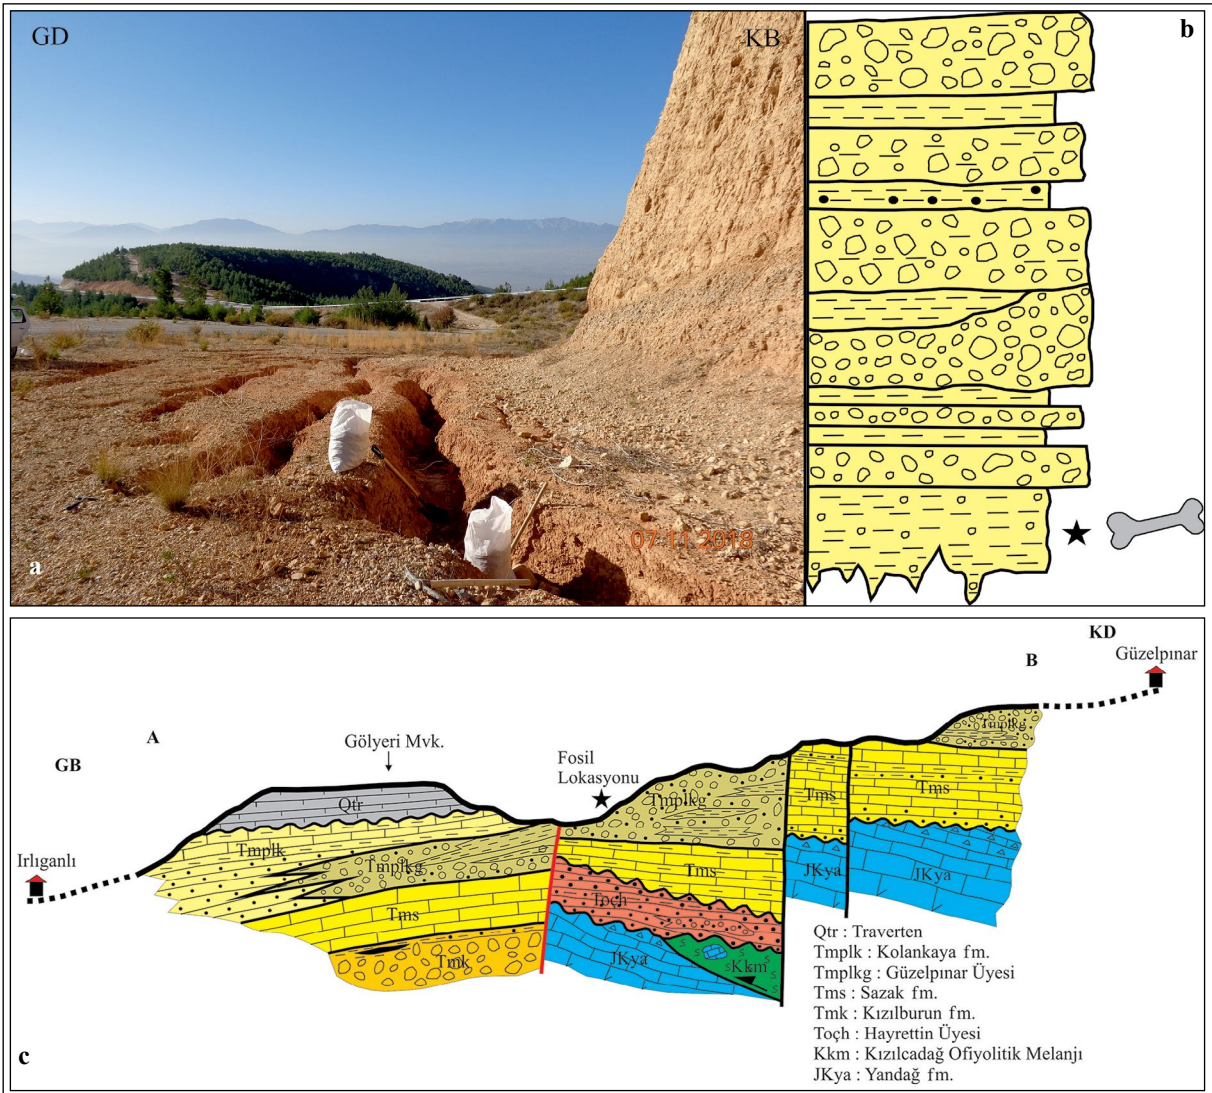 GD
KB
b
07.11.2018
a
KD
Güzelpınar
B
A
Gölyeri Mvk.
GB
Fosil
Lokasyonu
Tmplkg
Qtr
Tmplkg
Tms
Tms
Tmplk
Irlıganlı
Tmplkg
Tms
JKya
JKya
Toçh
Tms
Tmk
JKya
Kkm
Qtr : Traverten
Tmplk : Kolankaya fm.
Tmplkg : Güzelpınar Üyesi
Tms : Sazak fm.
Tmk : Kızılburun fm.
Toçh : Hayrettin Üyesi
Kkm : Kızılcadağ Ofiyolitik Melanjı
JKya : Yandağ fm.
c